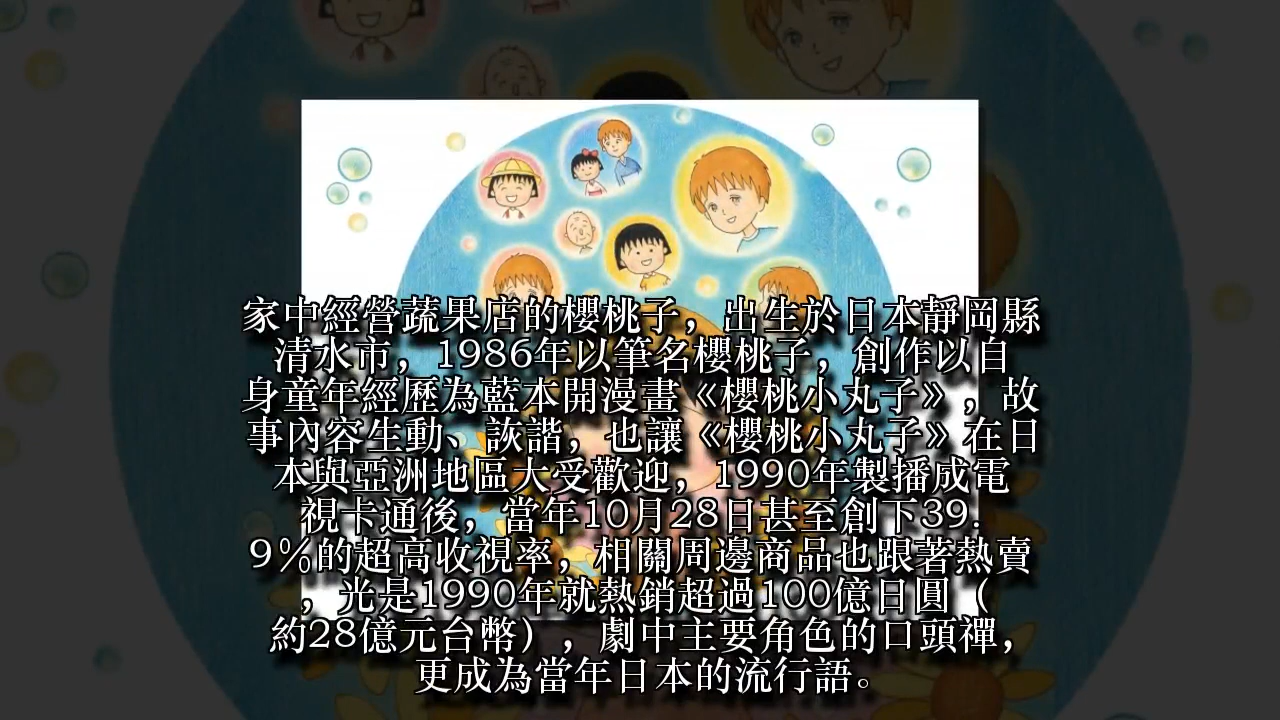 家中經營蔬果店的櫻桃子，出生於日本靜岡縣
清水市，1986年以筆名櫻桃子，創作以自
身童年經歷為藍本開漫畫《櫻桃小丸子》，故
事內容生動、詼諧，也讓《櫻桃小丸子》在日
本與亞洲地區大受歡迎，1990年製播成電
視卡通後，當年10月28日甚至創下39.
9％的超高收視率，相關周邊商品也跟著熱賣
，光是1990年就熱銷超過100億日圓（
約28億元台幣），劇中主要角色的口頭禪，
更成為當年日本的流行語。